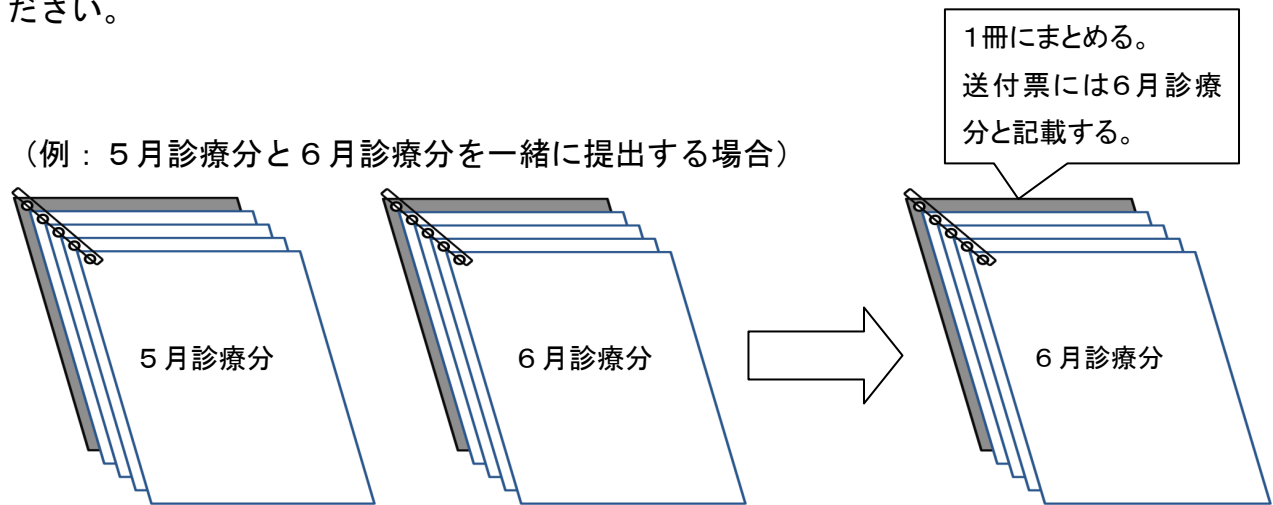 ださい。
１冊にまとめる。
送付票には６月診療
分と記載する。
（例：５月診療分と６月診療分を一緒に提出する場合）
５月診療分
６月診療分
６月診療分